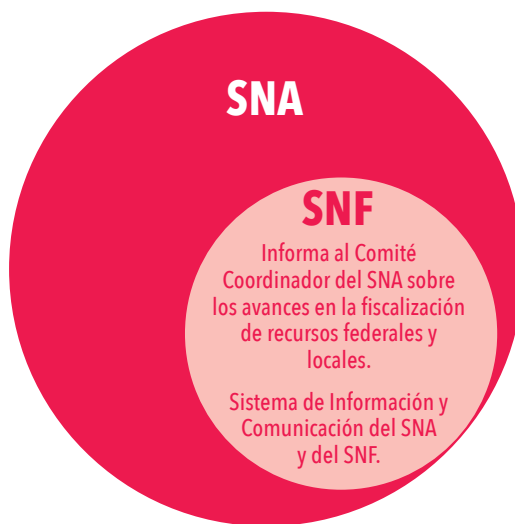 SNA
SNF
Informa al Comité
Coordinador del SNA sobre
los avances en la fiscalización
de recursos federales y
locales.
Sistema de Información y
Comunicación del SNA
y del SNF.